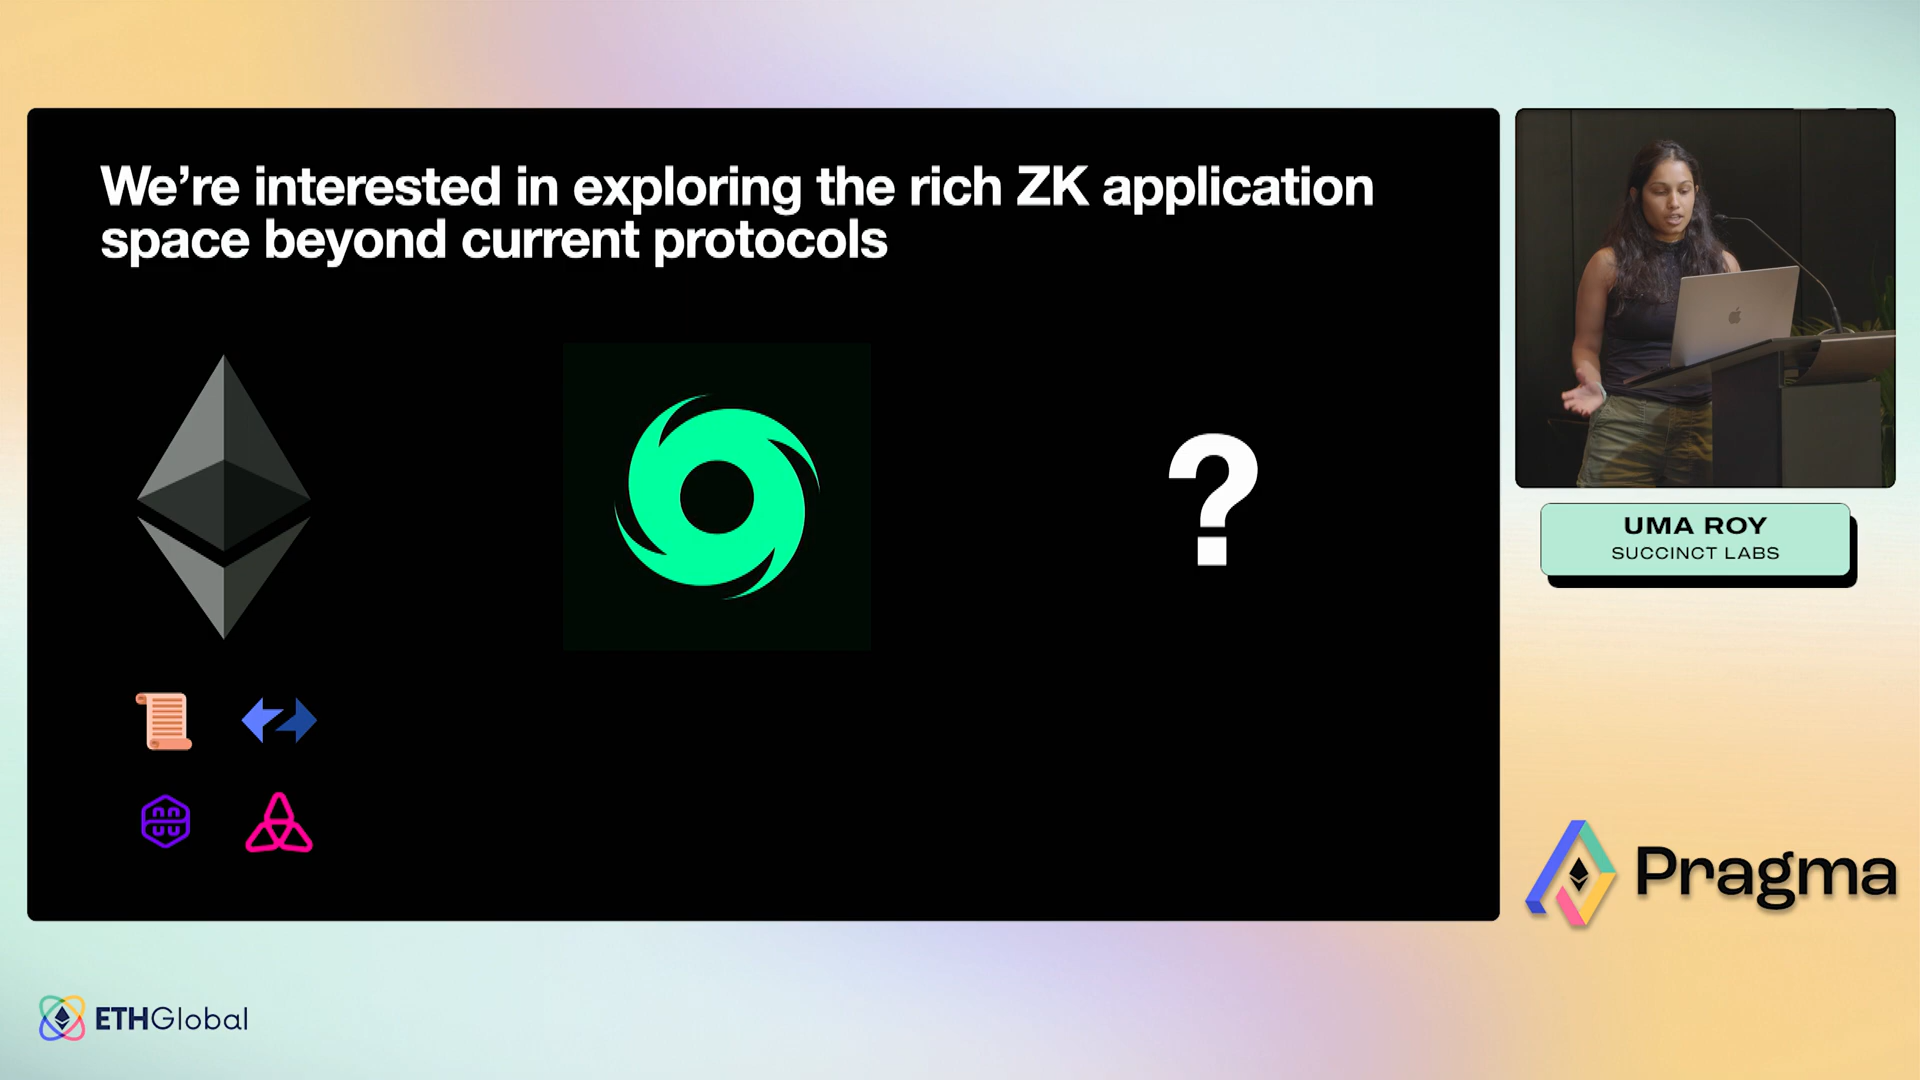 We’re interested in exploring the rich ZK application
space beyond current protocols
?
UMA ROY
SUCCINCT LABS
Pragma
ETHGlobal